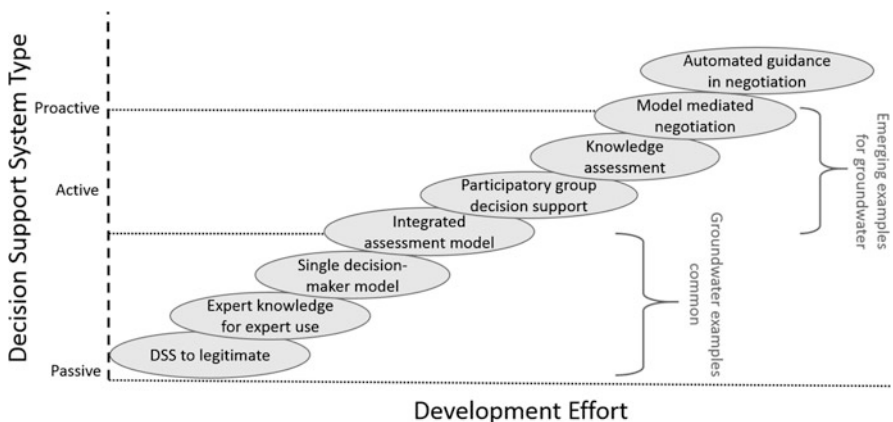 Decision Support System Type
Proactive
Active
Passive
Automated guidance
in negotiation
Model mediated
negotiation
Knowledge
assessment
Participatory group
decision support
Integrated
assessment model
Single decision-
maker model
Expert knowledge
for expert use
DSS to legitimate
Emerging examples
for groundwater
Groundwater examples
common
Development Effort